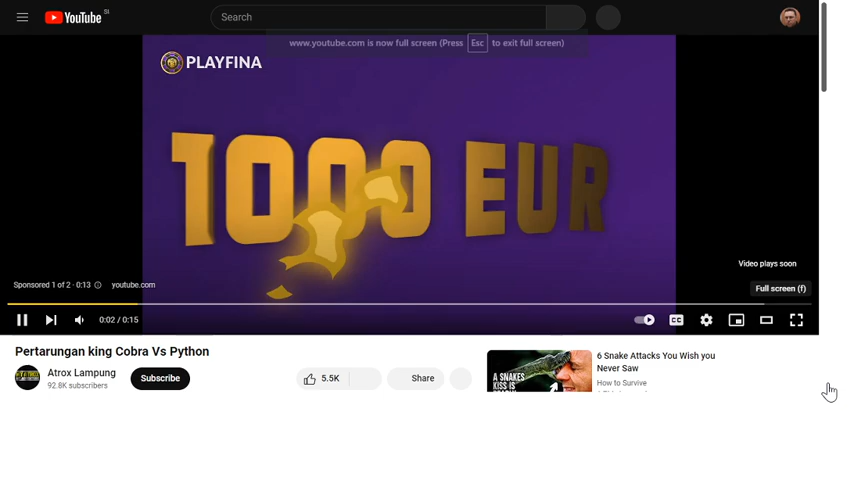 YouTube SI
Search
www.youtube.com is now full screen (Press Esc to exit full screen)
PLAYFINA
1000 EUR
Video plays soon
Sponsored 1 of 2 · 0:13 youtube.com
Full screen (f)
0:02 / 0:15
CC
Pertarungan king Cobra Vs Python
Atrox Lampung
92.8K subscribers
Subscribe
5.5K
Share
A SNAKES
KISS IS
6 Snake Attacks You Wish you
Never Saw
How to Survive